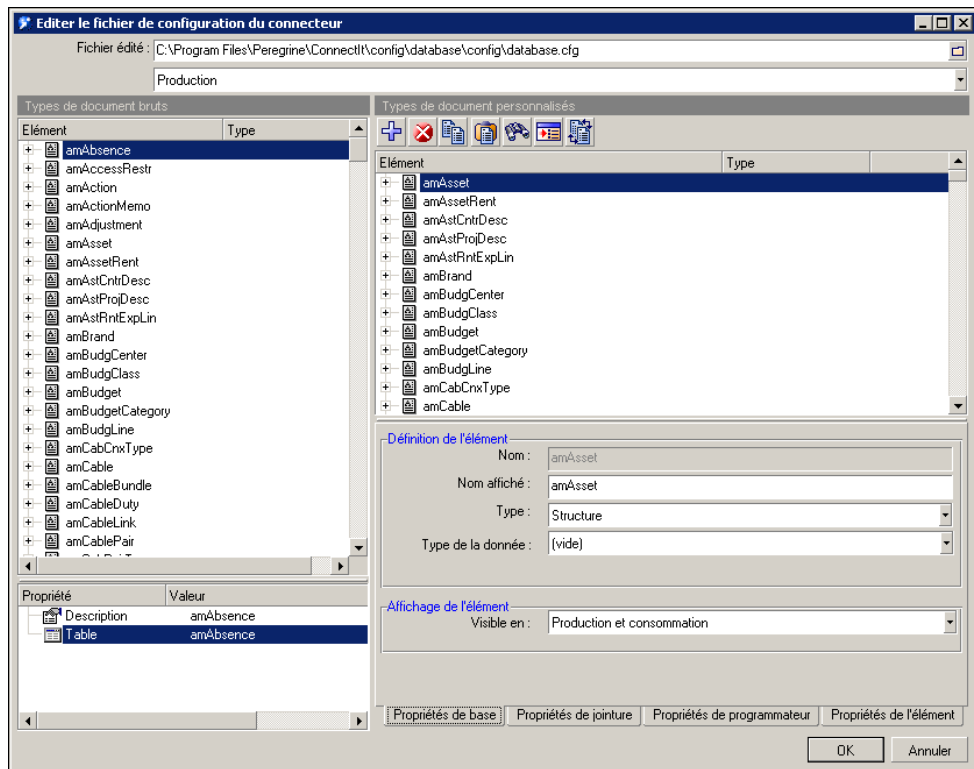 Editer le fichier de configuration du connecteur
Fichier édité : C:\Program Files\Peregrine\ConnectIt\config\database\config\database.cfg
Production
Types de document bruts
Elément Type
amAbsence
amAccessRestr
amAction
amActionMemo
amAdjustment
amAsset
amAssetRent
amAstCntrDesc
amAstProjDesc
amAstRntExpLin
amBrand
amBudgCenter
amBudgClass
amBudget
amBudgetCategory
amBudgLine
amCabCnxType
amCable
amCableBundle
amCableDuty
amCableLink
amCablePair
Propriété Valeur
Description amAbsence
Table amAbsence
Types de document personnalisés
Elément Type
amAsset
amAssetRent
amAstCntrDesc
amAstProjDesc
amAstRntExpLin
amBrand
amBudgCenter
amBudgClass
amBudget
amBudgetCategory
amBudgLine
amCabCnxType
amCable
Définition de l'élément
Nom : amAsset
Nom affiché : amAsset
Type : Structure
Type de la donnée : (vide)
Affichage de l'élément
Visible en : Production et consommation
Propriétés de base Propriétés de jointure Propriétés de programmateur Propriétés de l'élément
OK Annuler